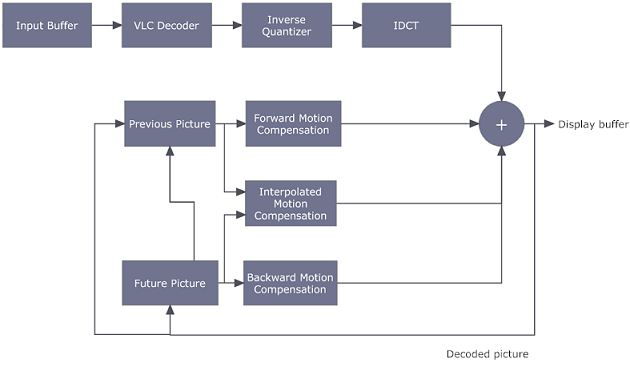 Input Buffer
VLC Decoder
Inverse
Quantizer
IDCT
Previous Picture
Forward Motion
Compensation
+
Display buffer
Interpolated
Motion
Compensation
Future Picture
Backward Motion
Compensation
Decoded picture